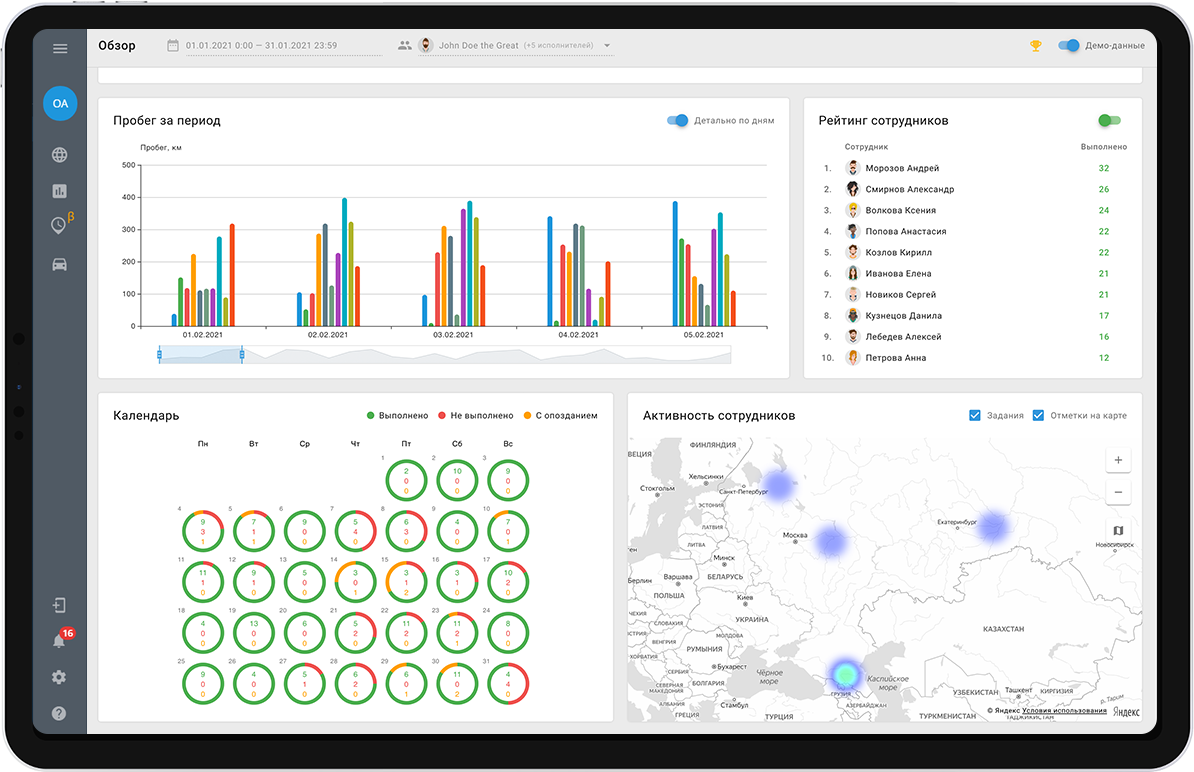 Обзор
01.01.2021 0:00 — 31.01.2021 23:59
John Doe the Great (+5 исполнителей)
Демо-данные
OA
β
16
Пробег за период
Детально по дням
Пробег, км
500
400
300
200
100
0
01.02.2021 02.02.2021 03.02.2021 04.02.2021 05.02.2021
Рейтинг сотрудников
Сотрудник Выполнено
1. Морозов Андрей 32
2. Смирнов Александр 26
3. Волкова Ксения 24
4. Попова Анастасия 22
5. Козлов Кирилл 22
6. Иванова Елена 21
7. Новиков Сергей 21
8. Кузнецов Данила 17
9. Лебедев Алексей 16
10. Петрова Анна 12
Календарь
Выполнено Не выполнено С опозданием
Пн Вт Ср Чт Пт Сб Вс
1 2 3
2 10 9
0 0 0
0 0 0
4 5 6 7 8 9 10
9 7 9 5 6 4 7
3 1 0 4 3 0 0
1 1 0 0 0 0 1
11 12 13 14 15 16 17
11 9 5 3 3 3 10
1 1 0 0 1 1 2
0 0 0 1 2 0 0
18 19 20 21 22 23 24
4 13 6 5 11 11 8
0 0 0 2 2 2 0
0 0 0 0 0 1 0
25 26 27 28 29 30 31
9 4 5 6 6 11 4
0 0 1 2 0 1 4
0 0 0 0 1 2 0
Активность сотрудников
Задания Отметки на карте
ФИНЛЯНДИЯ
ВЕЦИЯ
Хельсинки
Стокгольм
Санкт-Петербург
ЭСТОНИЯ
ЛАТВИЯ
Москва
Екатеринбург
ЛИТВА
Новосибирск
ген
Минск
Берлин
Варшава
БЕЛАРУСЬ
ПОЛЬША
Киев
ЧЕХИЯ
УКРАИНА
СЛОВАКИЯ
КАЗАХСТАН
СТРИЯ
МОЛДОВА
ВЕНГРИЯ
РУМЫНИЯ
ХОРВАТИЯ
СЕРБИЯ
Бухарест
Чёрное
море
Каспийское
море
БОЛГАРИЯ
СЕВЕРНАЯ
МАКЕДОНИЯ
ГРУЗИЯ
УЗБЕКИСТАН
Ташкент
КИРГИЗИЯ
АЛБАНИЯ
Стамбул
АЗЕРБАЙДЖАН
р. Тарим
ГРЕЦИЯ
ТУРЦИЯ
ТУРКМЕНИСТАН
ТАДЖИКИСТАН
© Яндекс Условия использования
Яндекс
+
−